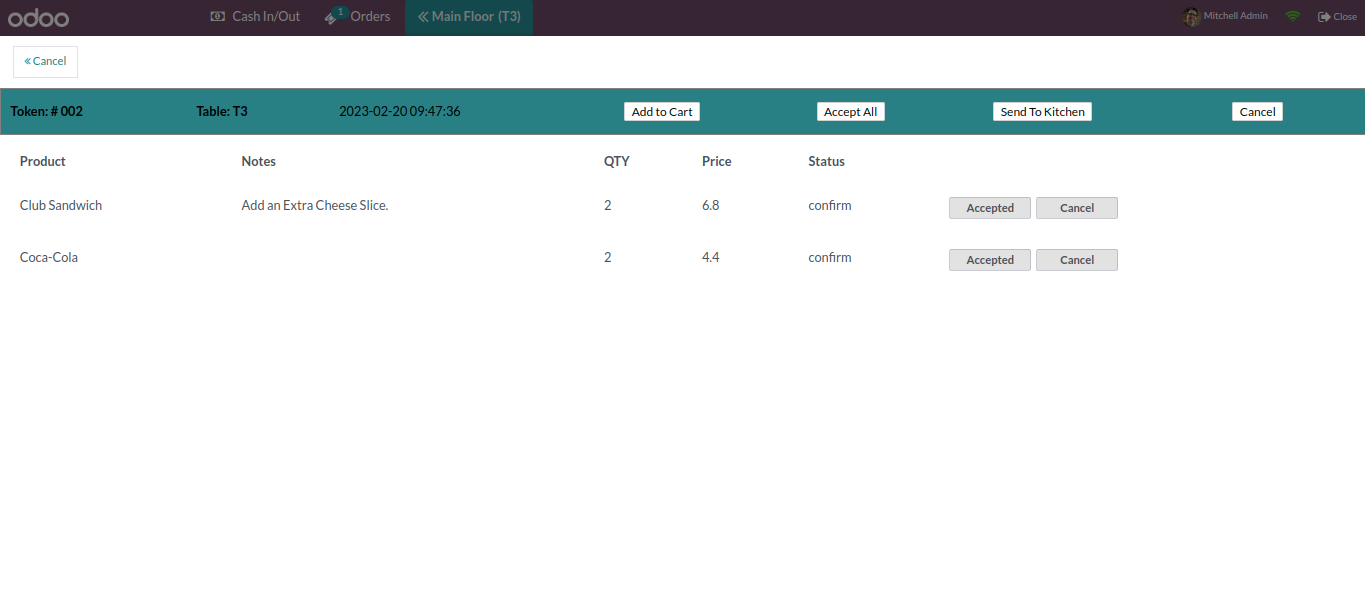 odoo Cash In/Out 1 Orders Main Floor (T3) Mitchell Admin Close
Cancel
Token: # 002 Table: T3 2023-02-20 09:47:36 Add to Cart Accept All Send To Kitchen Cancel
Product Notes QTY Price Status
Club Sandwich Add an Extra Cheese Slice. 2 6.8 confirm Accepted Cancel
Coca-Cola 2 4.4 confirm Accepted Cancel